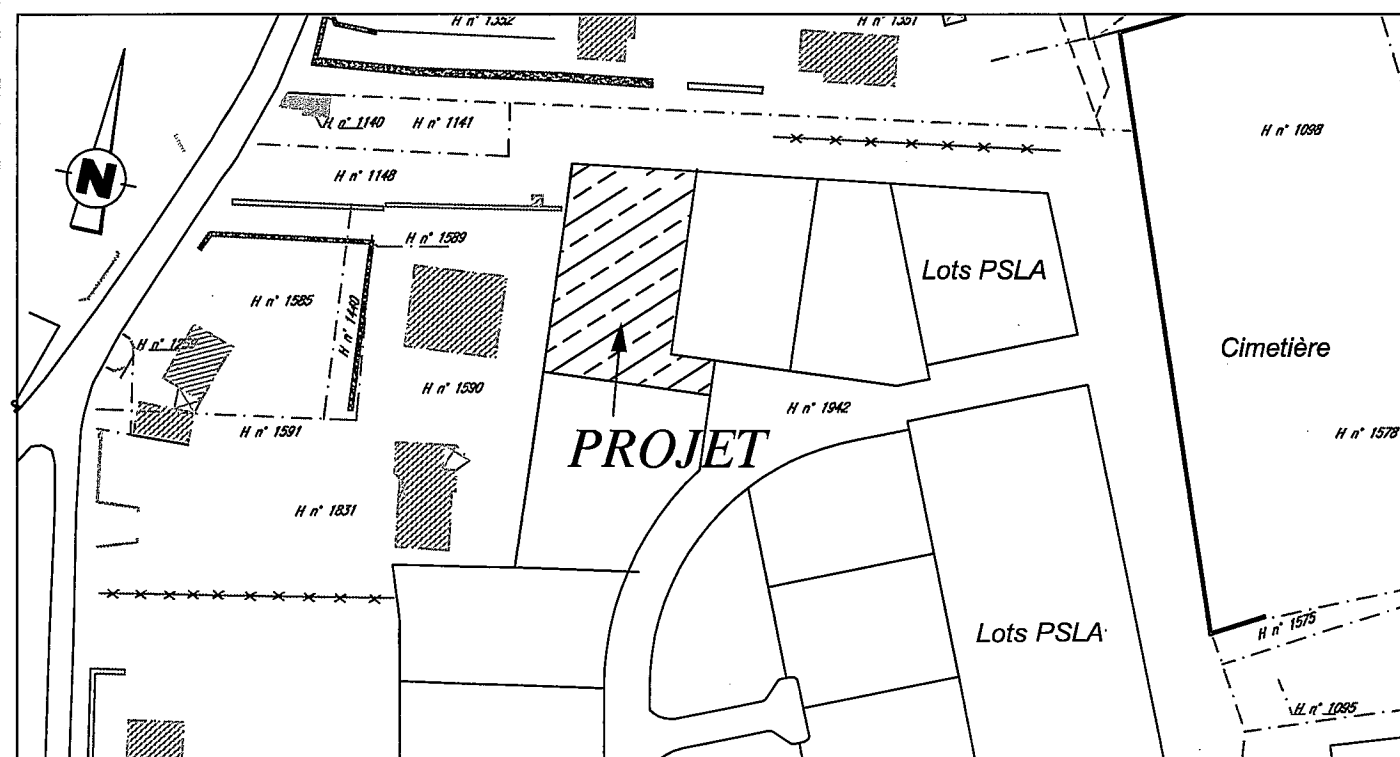 H n° 1352
H n° 1351
H n° 1140
H n° 1141
H n° 1098
N
H n° 1148
H n° 1589
Lots PSLA
H n° 1585
H n° 1440
Cimetière
H n° 1590
H n° 1942
H n° 1591
PROJET
H n° 1578
H n° 1831
Lots PSLA
H n° 1575
H n° 1095